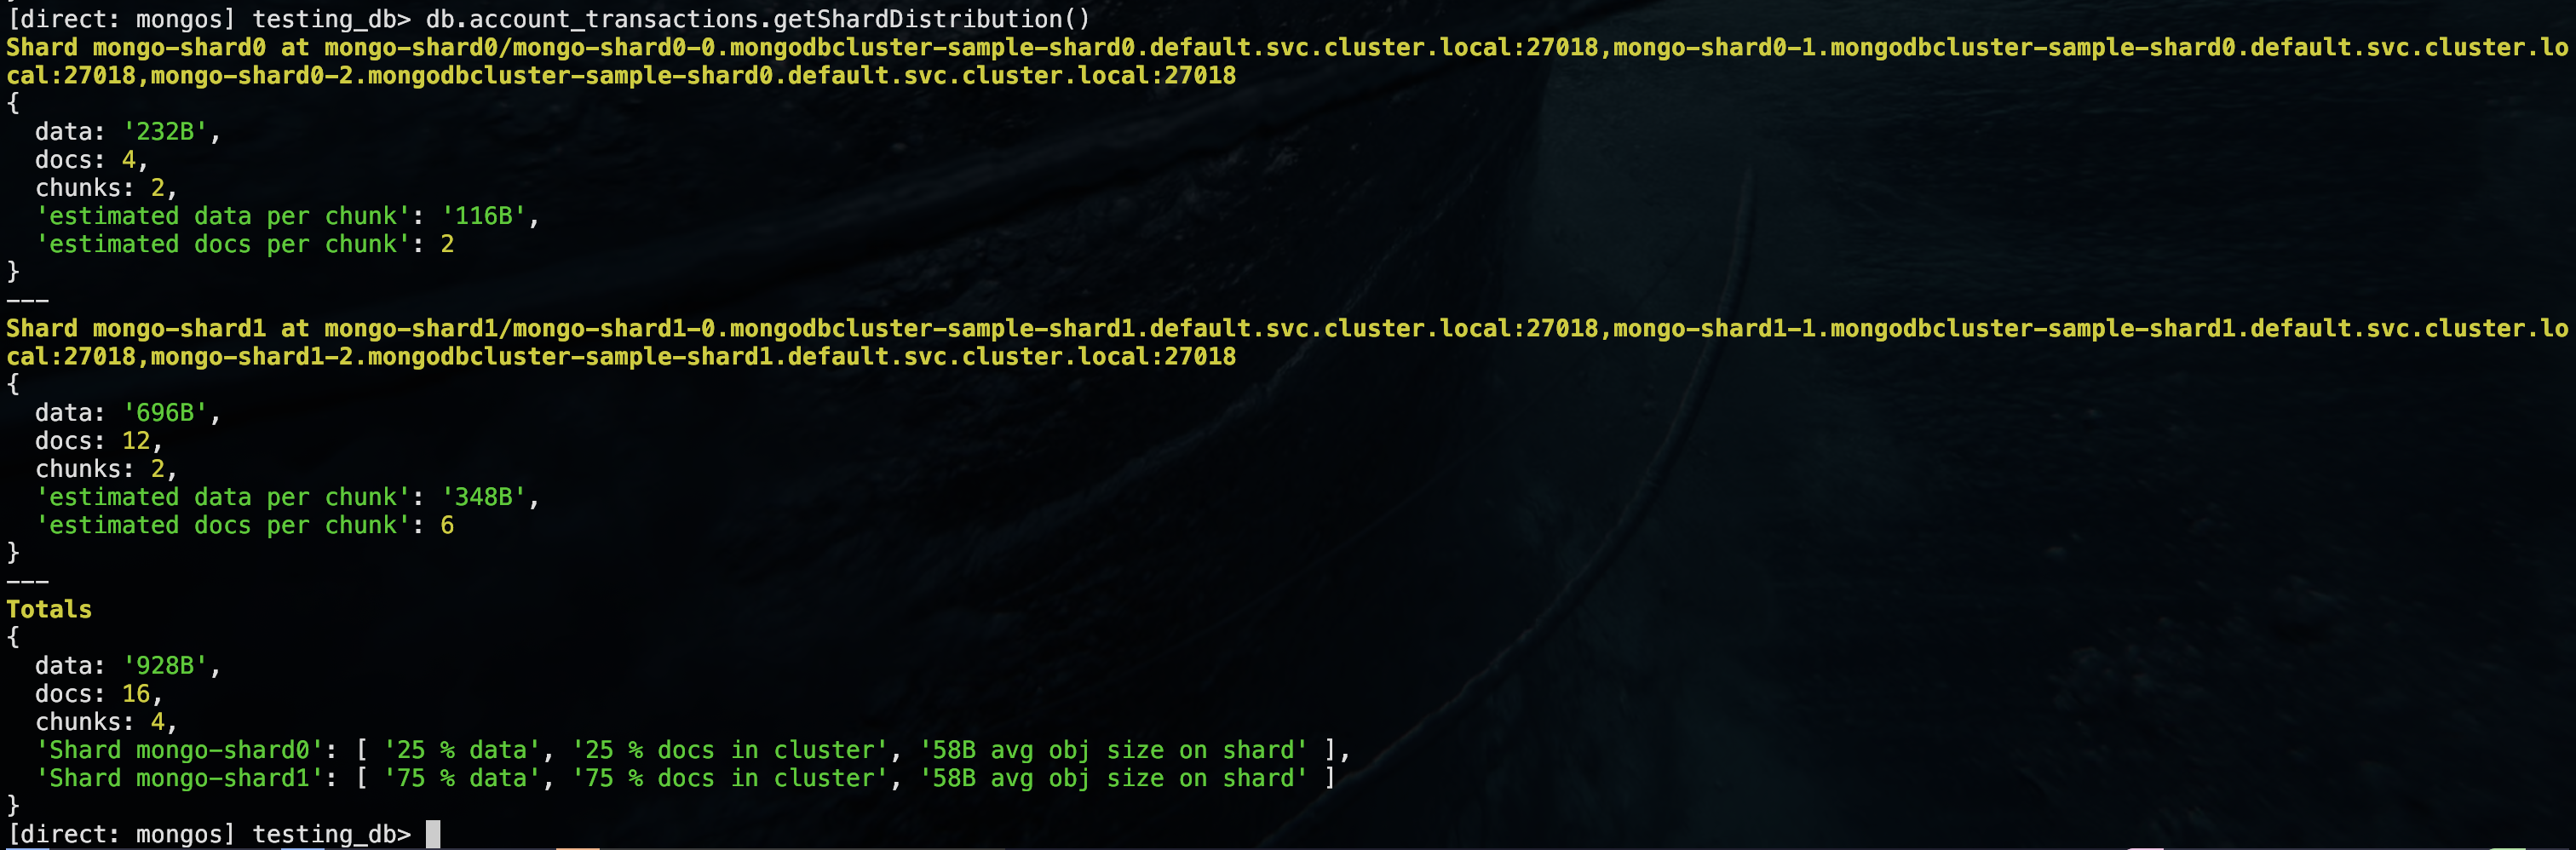 [direct: mongos] testing_db> db.account_transactions.getShardDistribution()
Shard mongo-shard0 at mongo-shard0/mongo-shard0-0.mongodbcluster-sample-shard0.default.svc.cluster.local:27018,mongo-shard0-1.mongodbcluster-sample-shard0.default.svc.cluster.lo
cal:27018,mongo-shard0-2.mongodbcluster-sample-shard0.default.svc.cluster.local:27018
{
  data: '232B',
  docs: 4,
  chunks: 2,
  'estimated data per chunk': '116B',
  'estimated docs per chunk': 2
}
---
Shard mongo-shard1 at mongo-shard1/mongo-shard1-0.mongodbcluster-sample-shard1.default.svc.cluster.local:27018,mongo-shard1-1.mongodbcluster-sample-shard1.default.svc.cluster.lo
cal:27018,mongo-shard1-2.mongodbcluster-sample-shard1.default.svc.cluster.local:27018
{
  data: '696B',
  docs: 12,
  chunks: 2,
  'estimated data per chunk': '348B',
  'estimated docs per chunk': 6
}
---
Totals
{
  data: '928B',
  docs: 16,
  chunks: 4,
  'Shard mongo-shard0': [ '25 % data', '25 % docs in cluster', '58B avg obj size on shard' ],
  'Shard mongo-shard1': [ '75 % data', '75 % docs in cluster', '58B avg obj size on shard' ]
}
[direct: mongos] testing_db>